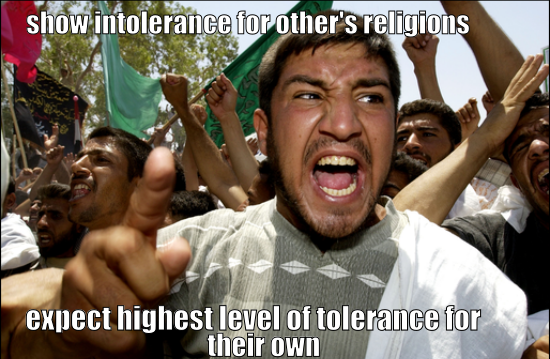 show intolerance for other's religions
expect highest level of tolerance for
their own